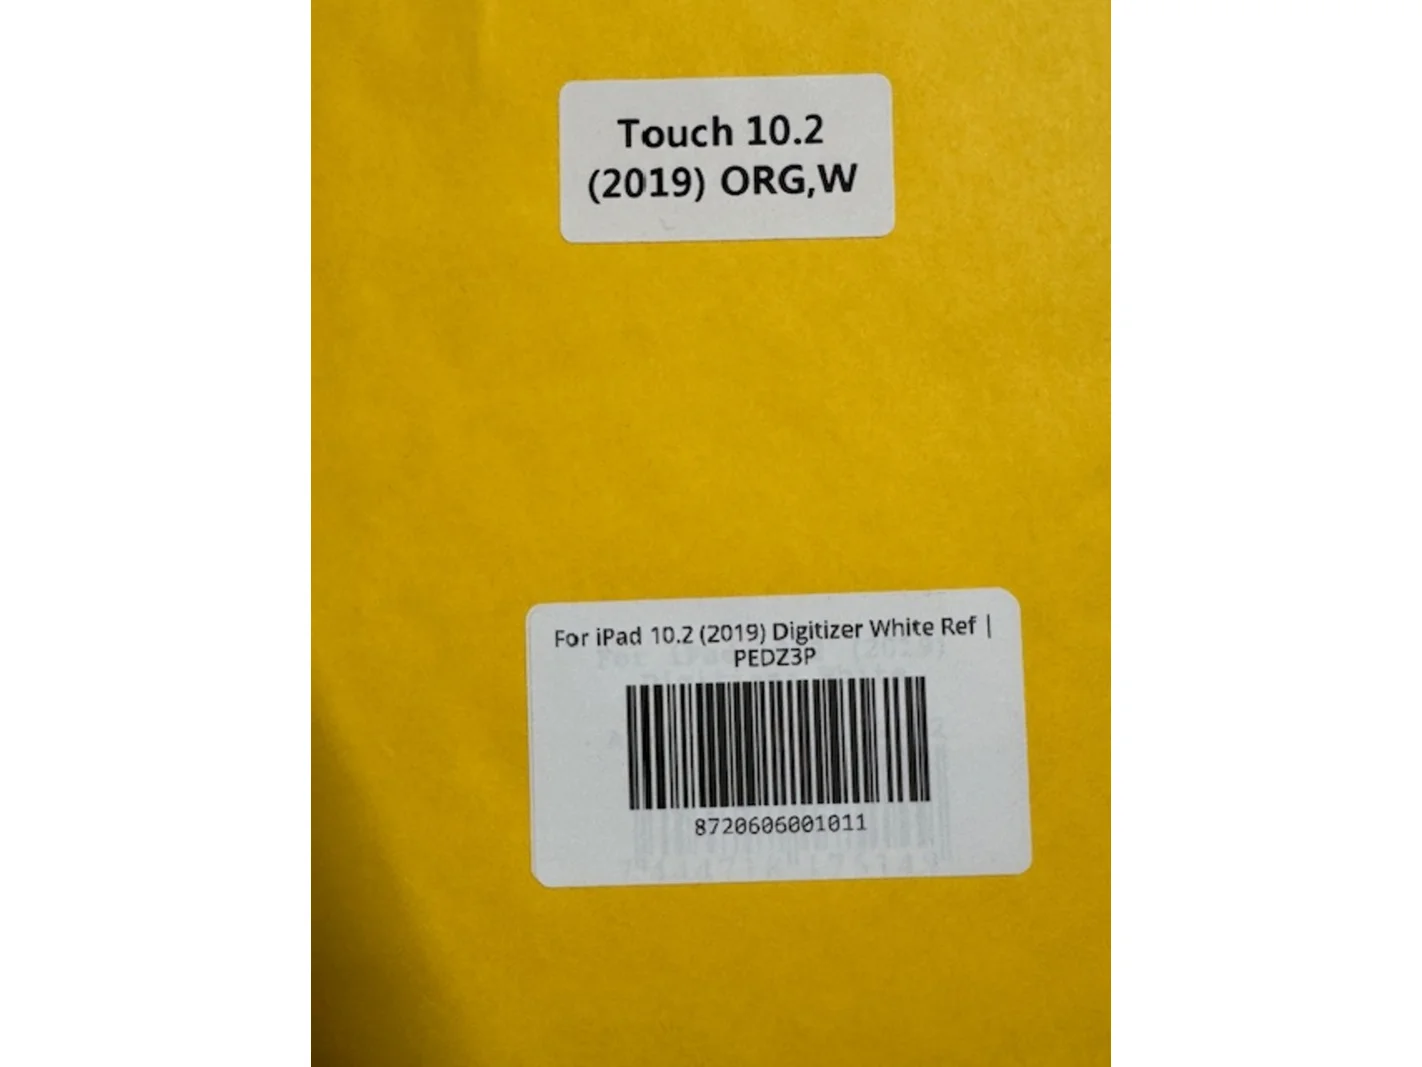 Touch 10.2
(2019) ORG,W
For iPad 10.2 (2019) Digitizer White Ref |
PEDZ3P
8720606001011